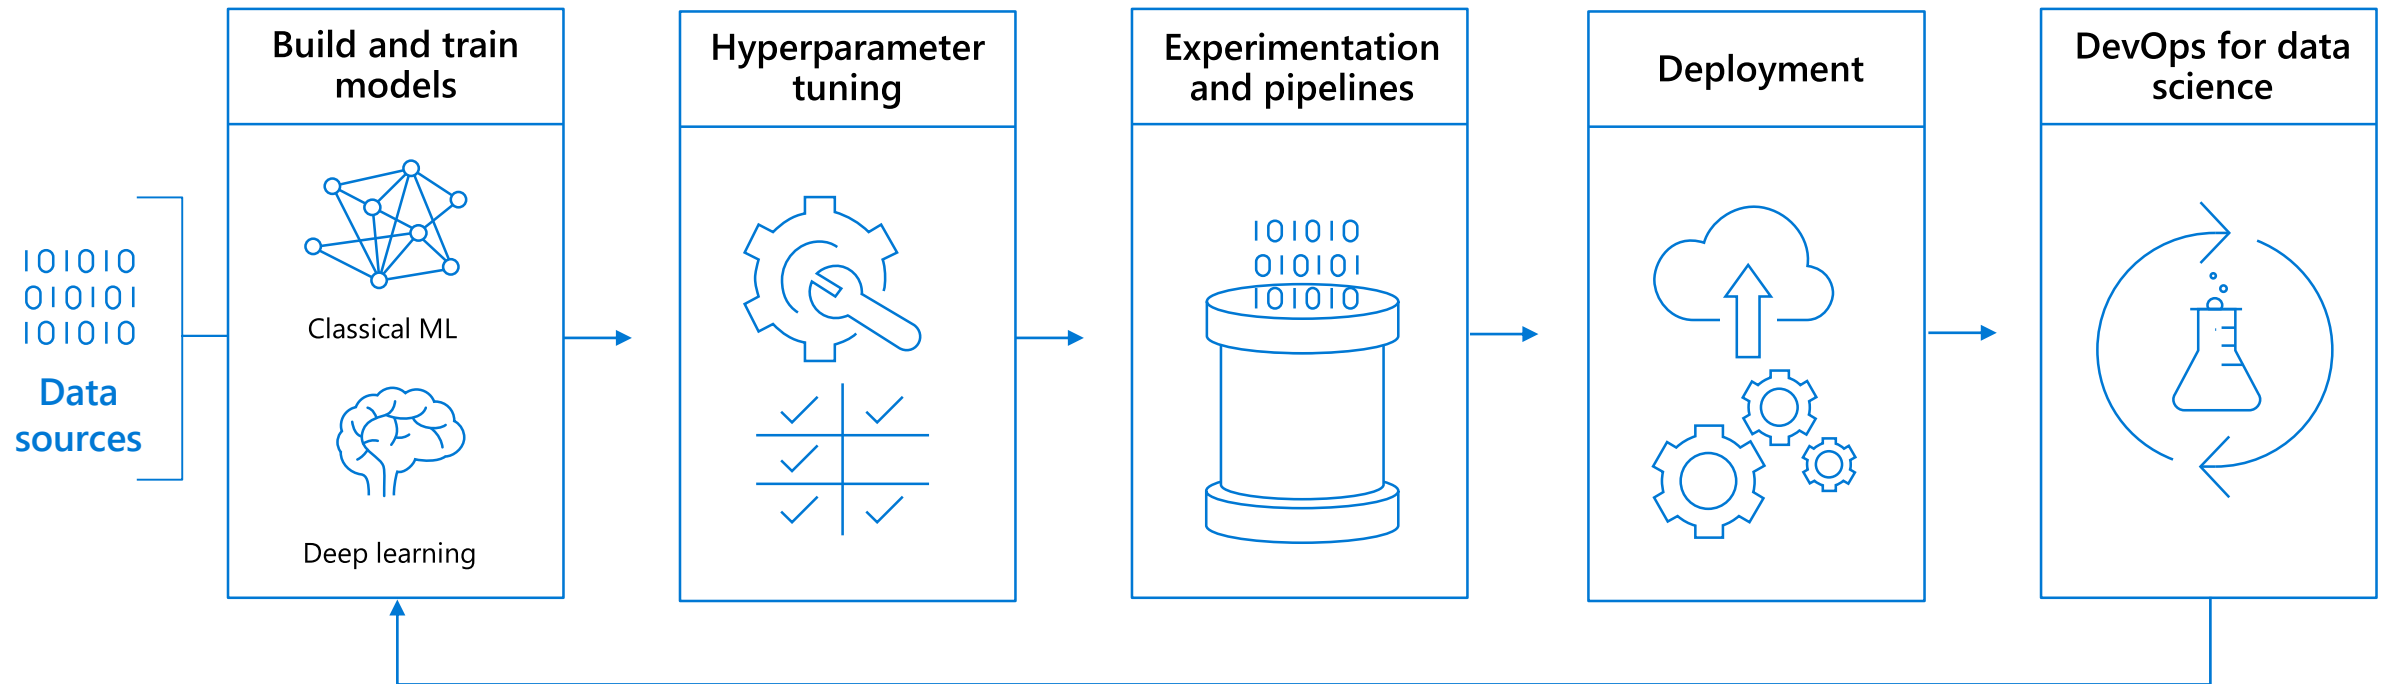 Build and train
models
Hyperparameter
tuning
Experimentation
and pipelines
Deployment
DevOps for data
science
101010
010101
101010
Data
sources
Classical ML
Deep learning
101010
010101
101010